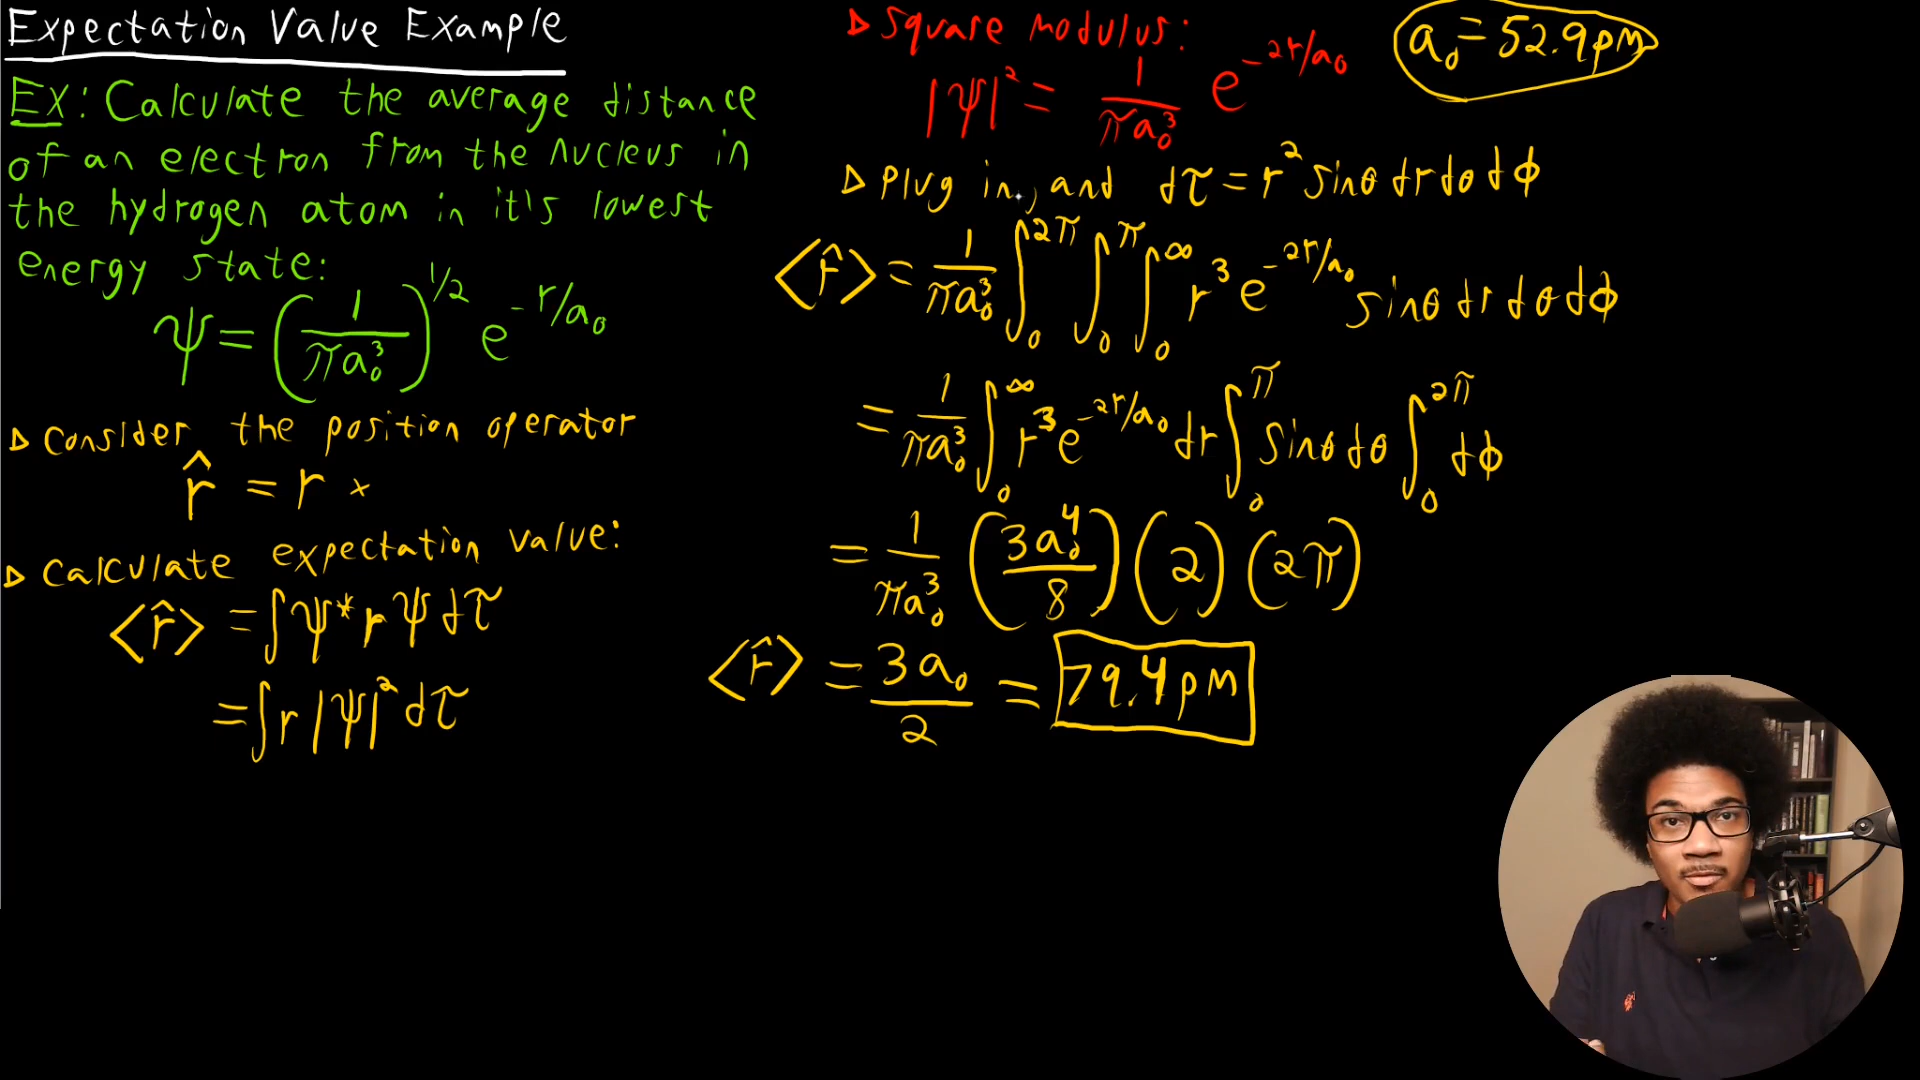 Expectation Value Example
EX: Calculate the average distance
of an electron from the nucleus in
the hydrogen atom in it's lowest
energy state:
ψ = (1/πa₀³)^1/2 e^-r/a₀
▷ Consider the position operator
r̂ = r ×
▷ Calculate expectation value:
⟨r̂⟩ = ∫ψ* r ψ dτ
= ∫ r |ψ|² dτ
▷ Square modulus:
|ψ|² = 1/πa₀³ e^-2r/a₀
a₀ = 52.9pm
▷ Plug in, and dτ = r² sinθ dr dθ dϕ
⟨r̂⟩ = 1/πa₀³ ∫₀^2π ∫₀^π ∫₀^∞ r³ e^-2r/a₀ sinθ dr dθ dϕ
= 1/πa₀³ ∫₀^∞ r³ e^-2r/a₀ dr ∫₀^π sinθ dθ ∫₀^2π dϕ
= 1/πa₀³ (3a₀⁴/8) (2) (2π)
⟨r̂⟩ = 3a₀/2 = 79.4pm